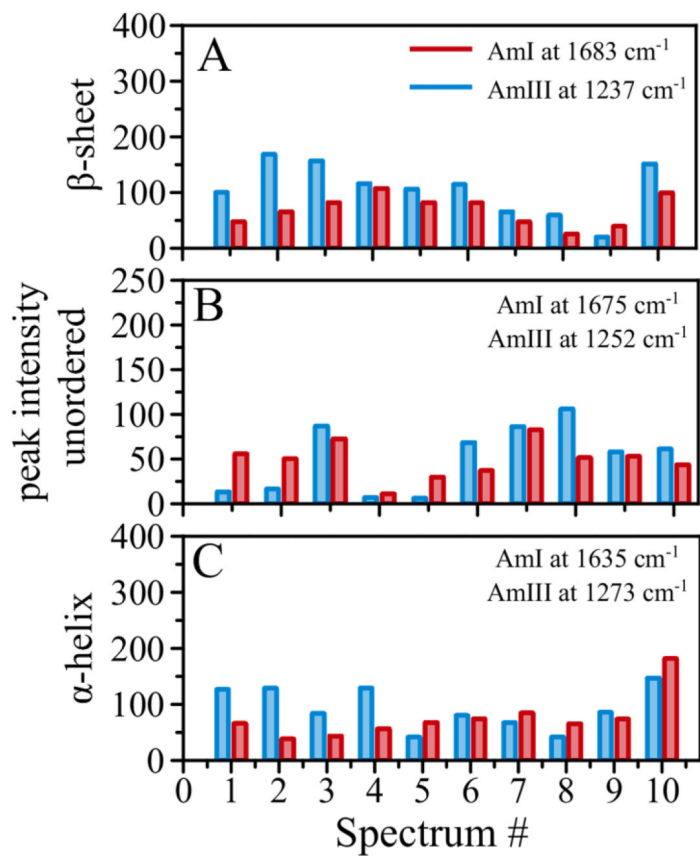 A
AmI at 1683 cm⁻¹
AmIII at 1237 cm⁻¹
β-sheet
400
300
200
100
0
B
AmI at 1675 cm⁻¹
AmIII at 1252 cm⁻¹
peak intensity
unordered
250
200
150
100
50
0
C
AmI at 1635 cm⁻¹
AmIII at 1273 cm⁻¹
α-helix
400
300
200
100
0
0 1 2 3 4 5 6 7 8 9 10
Spectrum #